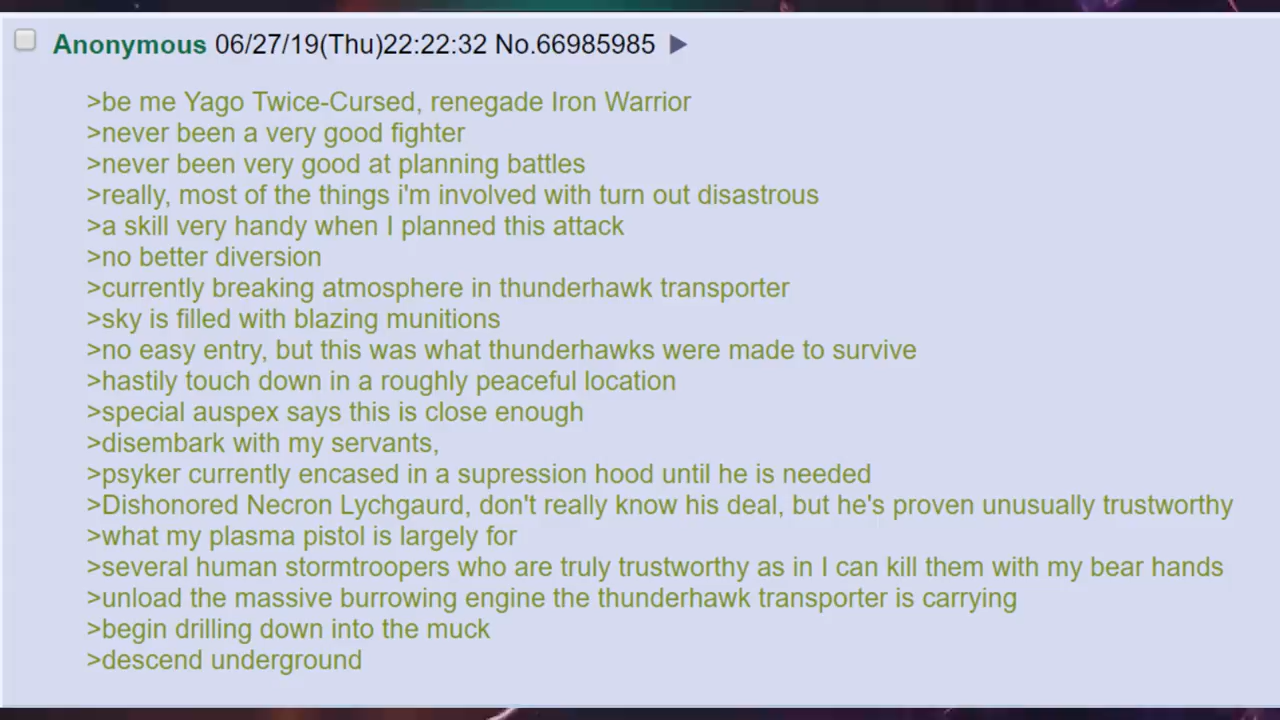 Anonymous 06/27/19(Thu)22:22:32 No.66985985
>be me Yago Twice-Cursed, renegade Iron Warrior
>never been a very good fighter
>never been very good at planning battles
>really, most of the things i'm involved with turn out disastrous
>a skill very handy when I planned this attack
>no better diversion
>currently breaking atmosphere in thunderhawk transporter
>sky is filled with blazing munitions
>no easy entry, but this was what thunderhawks were made to survive
>hastily touch down in a roughly peaceful location
>special auspex says this is close enough
>disembark with my servants,
>psyker currently encased in a supression hood until he is needed
>Dishonored Necron Lychgaurd, don't really know his deal, but he's proven unusually trustworthy
>what my plasma pistol is largely for
>several human stormtroopers who are truly trustworthy as in I can kill them with my bear hands
>unload the massive burrowing engine the thunderhawk transporter is carrying
>begin drilling down into the muck
>descend underground